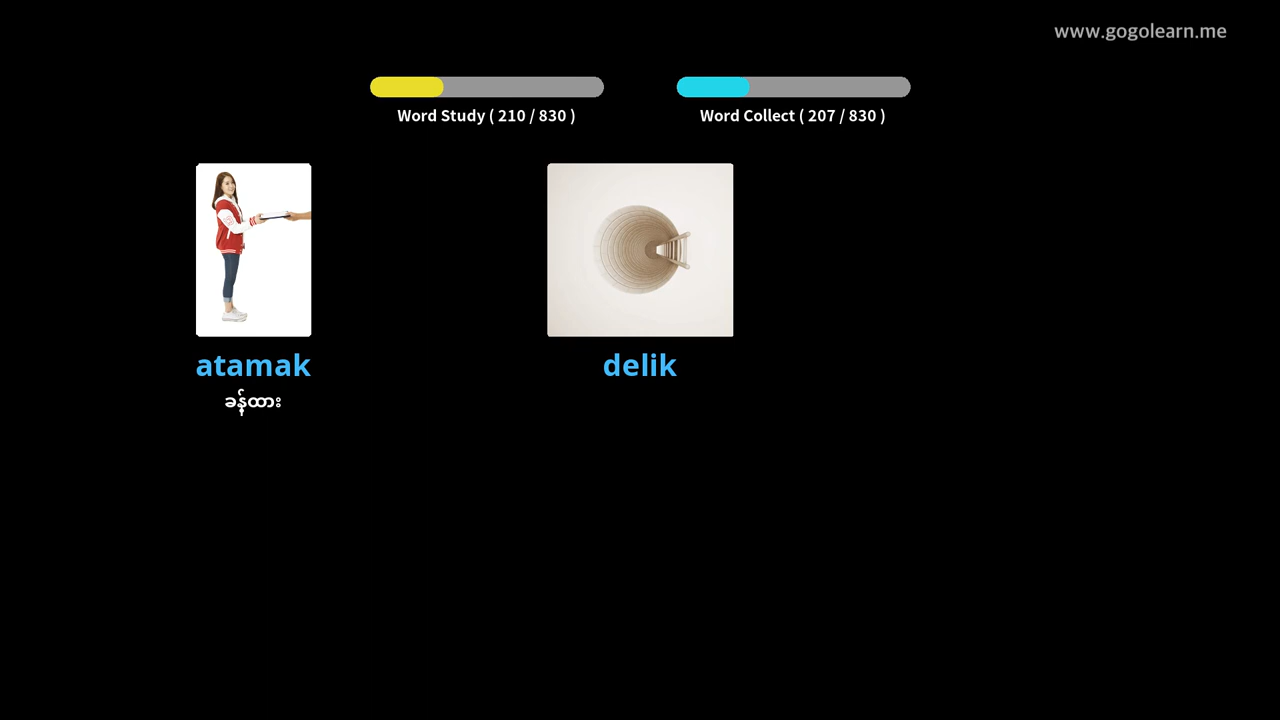 www.gogolearn.me
Word Study ( 210 / 830 )
Word Collect ( 207 / 830 )
atamak
ခန့်ထား
delik